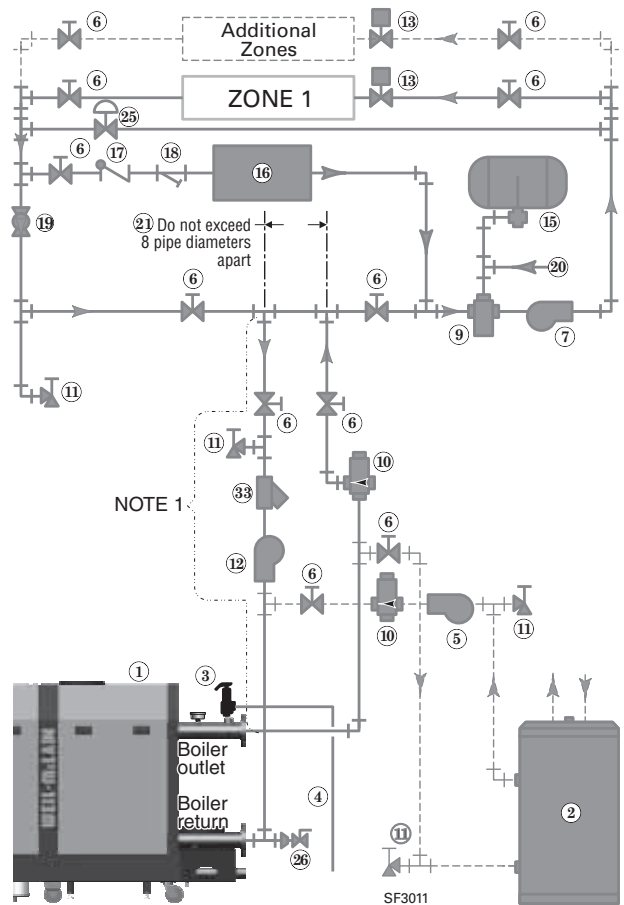 6
13
6
Additional
Zones
6
13
6
ZONE 1
25
6
17
18
16
15
19
21 Do not exceed
8 pipe diameters
apart
20
6
6
9
7
11
6
6
11
10
33
NOTE 1
6
12
6
10
5
11
1
3
WEIL-McLAIN
Boiler
outlet
4
2
Boiler
return
26
11
SF3011